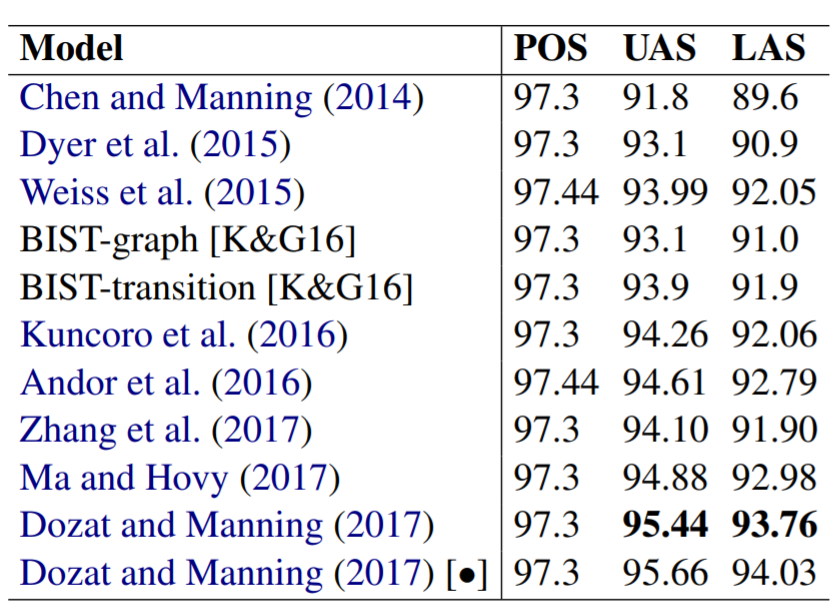 Model POS UAS LAS
Chen and Manning (2014) 97.3 91.8 89.6
Dyer et al. (2015) 97.3 93.1 90.9
Weiss et al. (2015) 97.44 93.99 92.05
BIST-graph [K&G16] 97.3 93.1 91.0
BIST-transition [K&G16] 97.3 93.9 91.9
Kuncoro et al. (2016) 97.3 94.26 92.06
Andor et al. (2016) 97.44 94.61 92.79
Zhang et al. (2017) 97.3 94.10 91.90
Ma and Hovy (2017) 97.3 94.88 92.98
Dozat and Manning (2017) 97.3 95.44 93.76
Dozat and Manning (2017) [•] 97.3 95.66 94.03